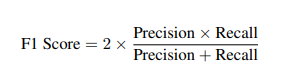 F1 Score = 2 × Precision × Recall / Precision + Recall